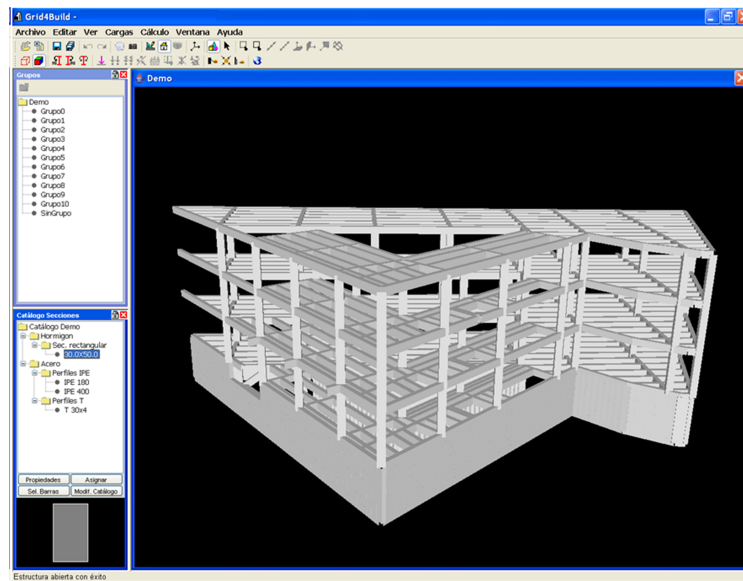 Grid4Build -
Archivo Editar Ver Cargas Cálculo Ventana Ayuda
Grupos
Demo
Grupo0
Grupo1
Grupo2
Grupo3
Grupo4
Grupo5
Grupo6
Grupo7
Grupo8
Grupo9
Grupo10
SinGrupo
Catálogo Secciones
Catálogo Demo
Hormigon
Sec. rectangular
30.0X50.0
Acero
Perfiles IPE
IPE 180
IPE 400
Perfiles T
T 30x4
Propiedades Asignar
Sel. Barras Modif. Catálogo
Demo
Estructura abierta con éxito